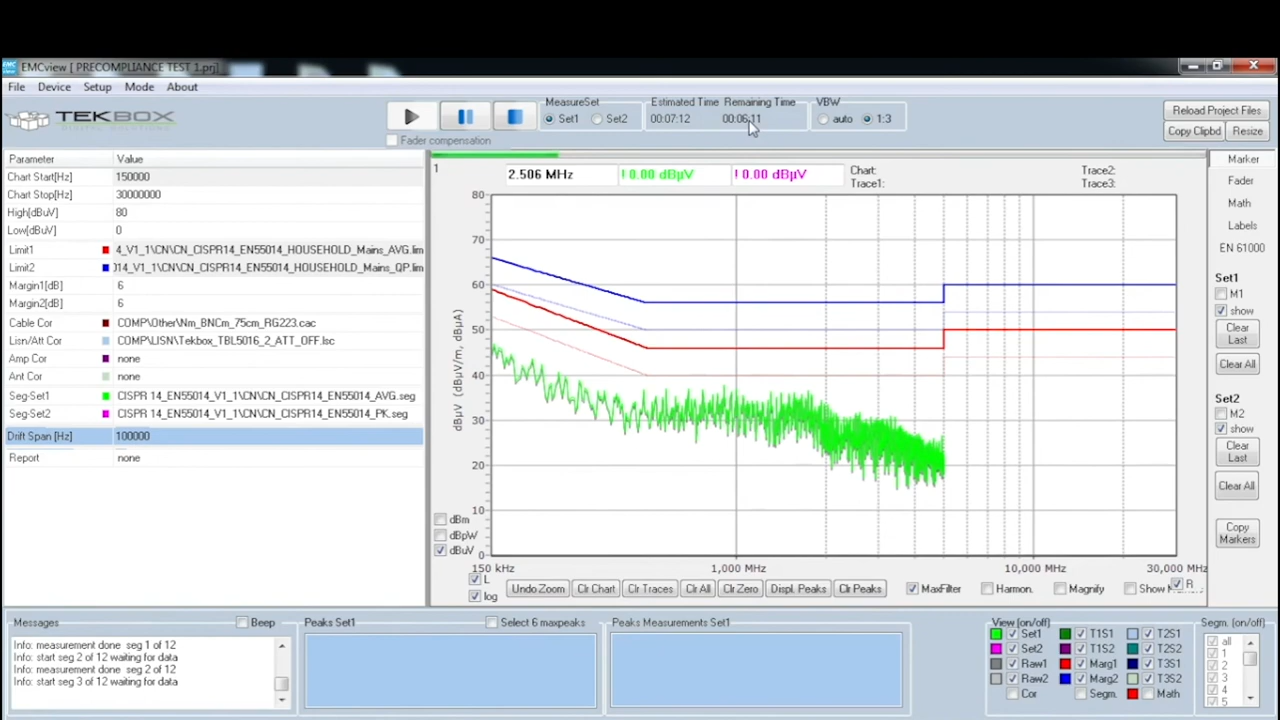 EMCview [ PRECOMPLIANCE TEST 1.prj]
File Device Setup Mode About
TEKBOX
DIGITAL SOLUTIONS
Fader compensation
MeasureSet
Set1 Set2
Estimated Time Remaining Time
00:07:12 00:06:11
VBW
auto 1:3
Reload Project Files
Copy Clipbd Resize
Parameter Value
Chart Start[Hz] 150000
Chart Stop[Hz] 30000000
High[dBuV] 80
Low[dBuV] 0
Limit1 4_V1_1\CN\CN_CISPR14_EN55014_HOUSEHOLD_Mains_AVG.lim
Limit2 014_V1_1\CN\CN_CISPR14_EN55014_HOUSEHOLD_Mains_QP.lim
Margin1[dB] 6
Margin2[dB] 6
Cable Cor COMP\Other\Nm_BNCm_75cm_RG223.cac
Lisn/Att Cor COMP\LISN\Tekbox_TBL5016_2_ATT_OFF.lsc
Amp Cor none
Ant Cor none
Seg-Set1 CISPR 14_EN55014_V1_1\CN\CN_CISPR14_EN55014_AVG.seg
Seg-Set2 CISPR 14_EN55014_V1_1\CN\CN_CISPR14_EN55014_PK.seg
Drift Span [Hz] 100000
Report none
1
2.506 MHz ! 0.00 dBµV ! 0.00 dBµV
Chart: Trace2:
Trace1: Trace3:
80
70
60
50
40
30
20
10
0
dBµV (dBµV/m, dBµA)
dBm
dBpW
dBuV
150 kHz 1,000 MHz 10,000 MHz 30,000 MHz
L
log
Undo Zoom Clr Chart Clr Traces Clr All Clr Zero Displ. Peaks Clr Peaks MaxFilter Harmon. Magnify Show R
Marker
Fader
Math
Labels
EN 61000
Set1
M1
show
Clear
Last
Clear All
Set2
M2
show
Clear
Last
Clear All
Copy
Markers
Messages Beep
Info: measurement done seg 1 of 12
Info: start seg 2 of 12 waiting for data
Info: measurement done seg 2 of 12
Info: start seg 3 of 12 waiting for data
Peaks Set1 Select 6 maxpeaks
Peaks Measurements Set1
View (on/off)
Set1 T1S1 T2S1
Set2 T1S2 T2S2
Raw1 Marg1 T3S1
Raw2 Marg2 T3S2
Cor Segm. Math
Segm. (on/off)
all
1
2
3
4
5